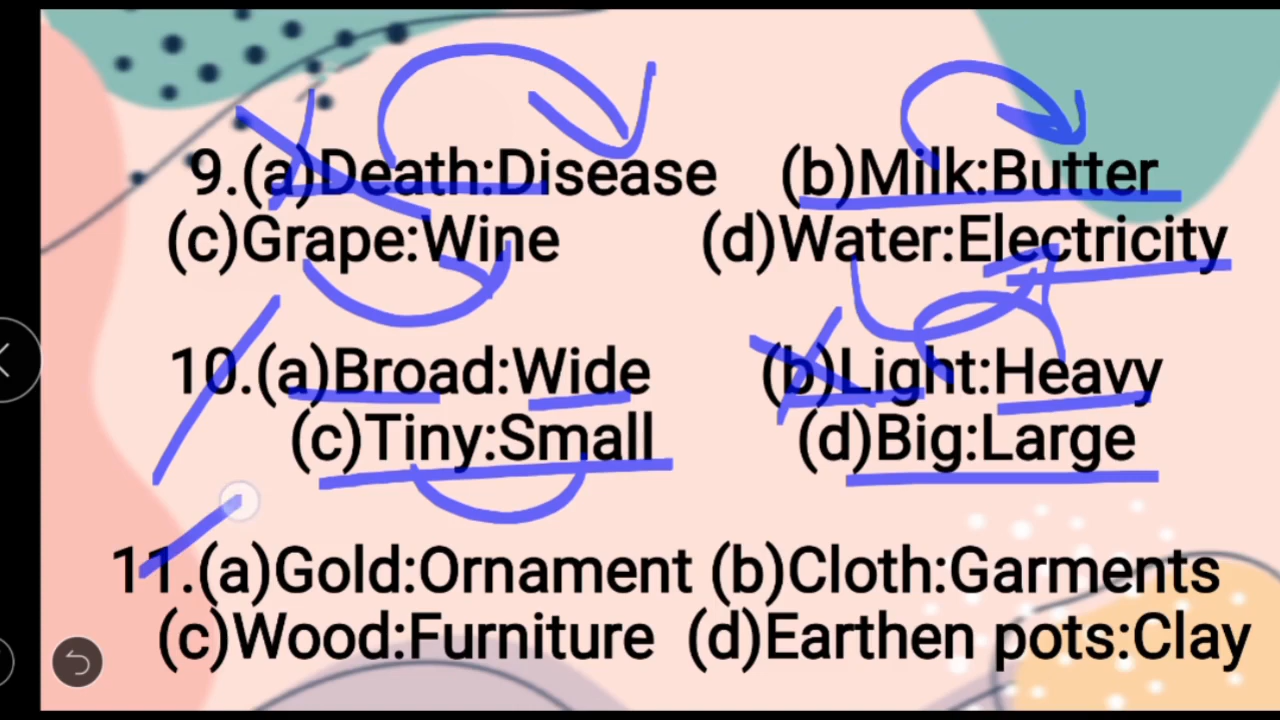 9.(a)Death:Disease (b)Milk:Butter
(c)Grape:Wine (d)Water:Electricity
10.(a)Broad:Wide (b)Light:Heavy
(c)Tiny:Small (d)Big:Large
11.(a)Gold:Ornament (b)Cloth:Garments
(c)Wood:Furniture (d)Earthen pots:Clay